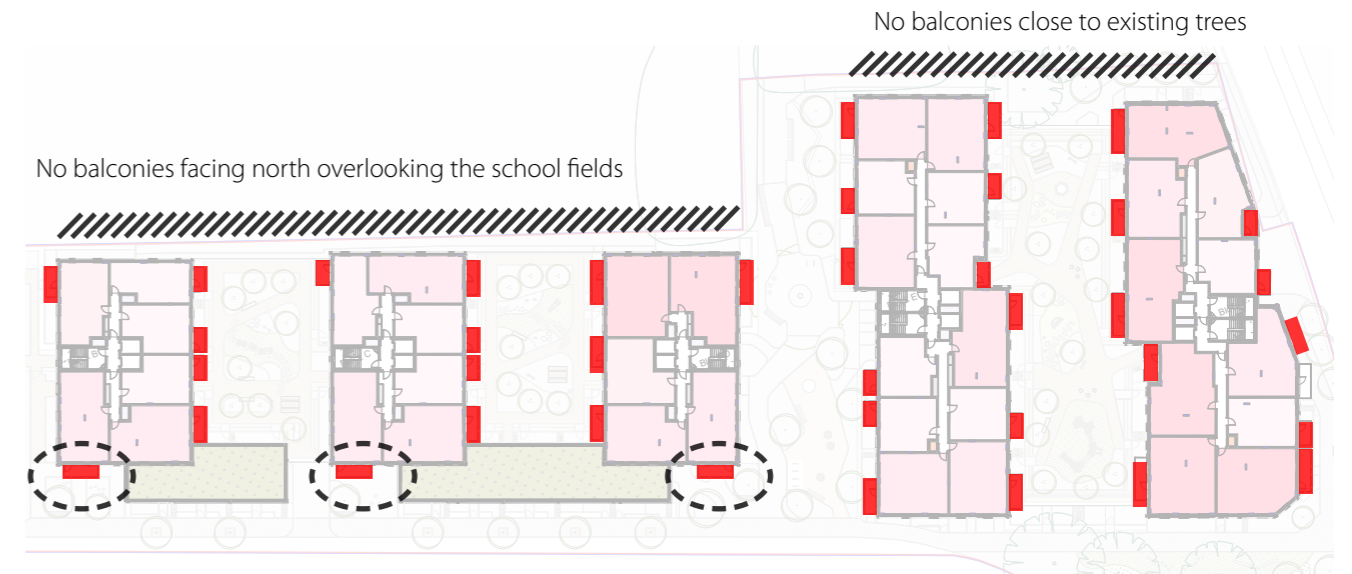 No balconies close to existing trees
No balconies facing north overlooking the school fields